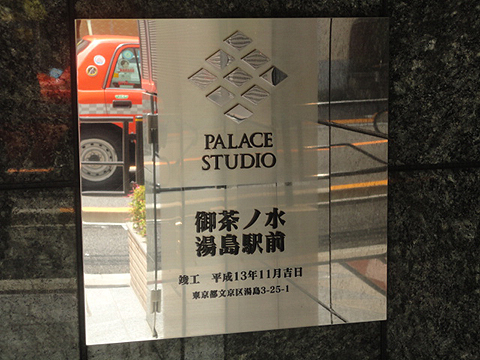 PALACE
STUDIO
御茶ノ水
湯島駅前
竣工 平成13年11月吉日
東京都文京区湯島3-25-1